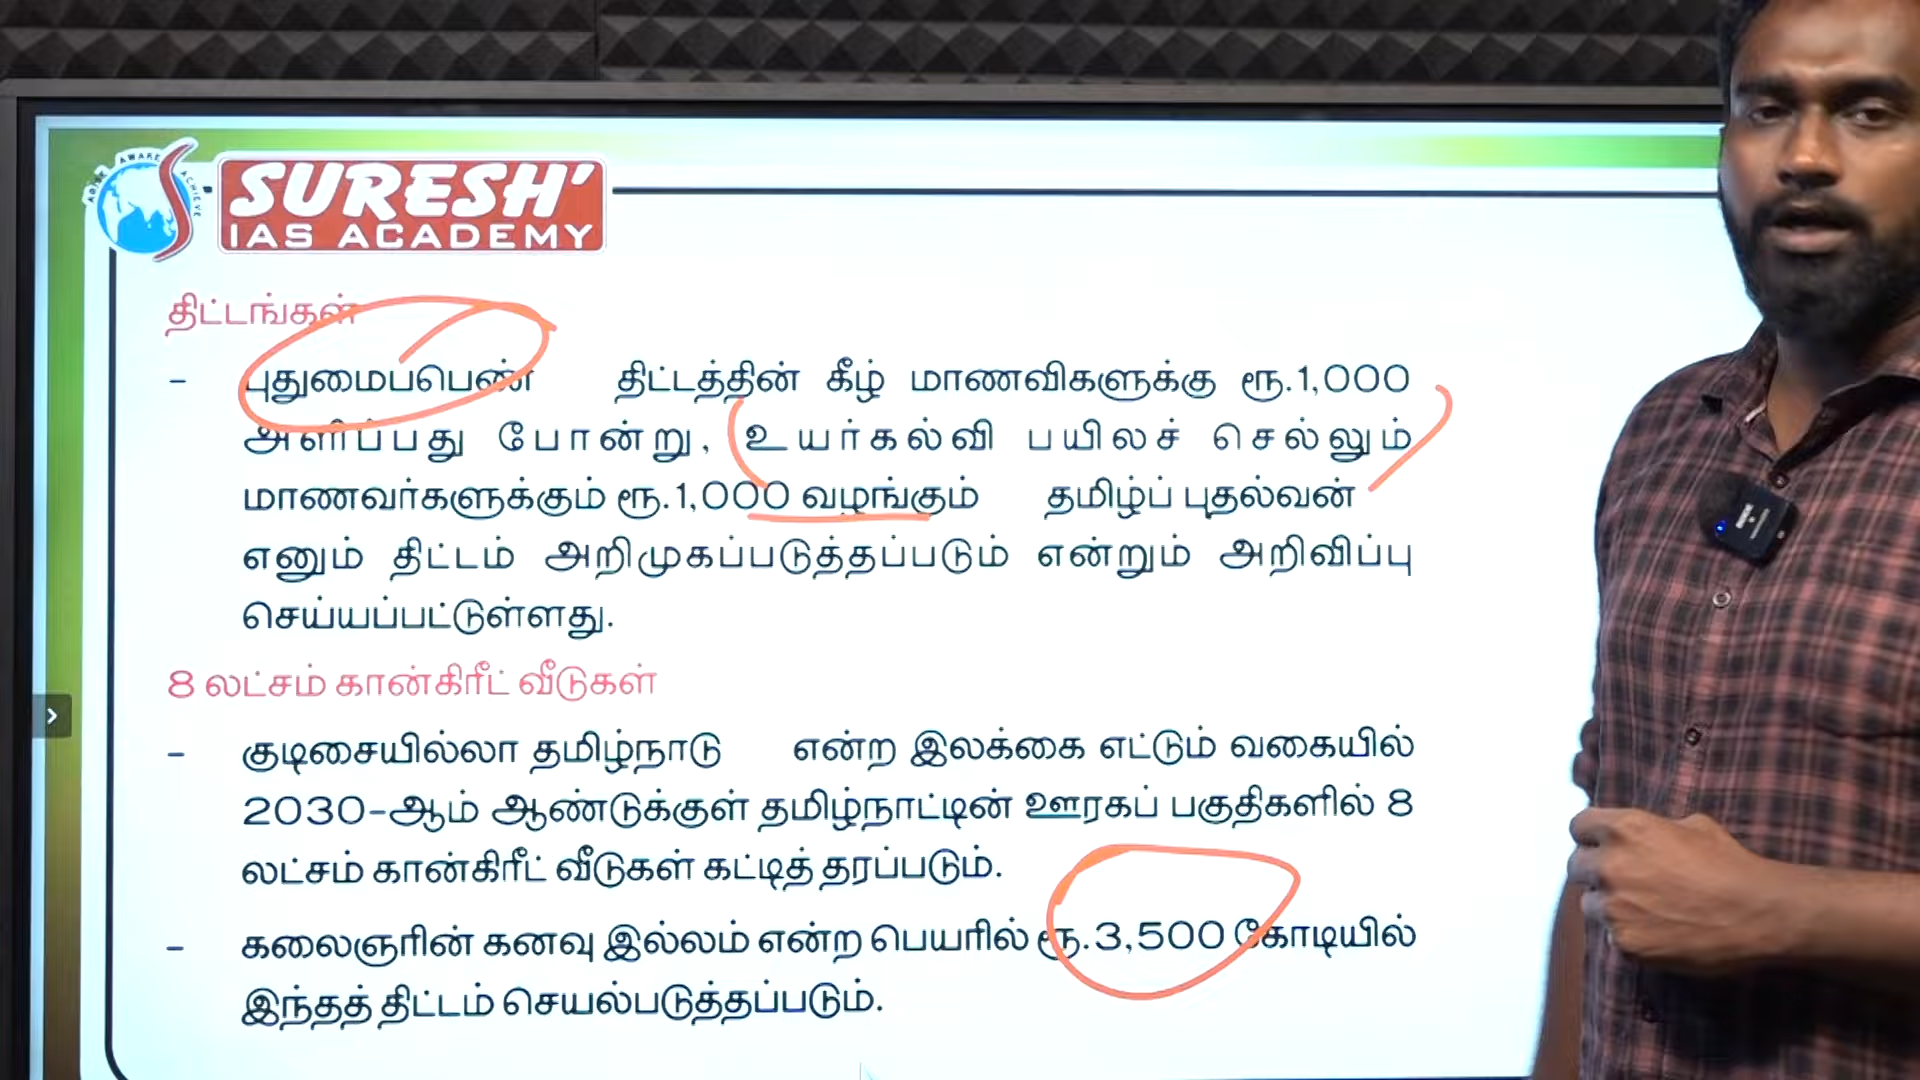 ARISE AWAKE ACHIEVE
SURESH'
IAS ACADEMY
திட்டங்கள்
- புதுமைப்பெண் திட்டத்தின் கீழ் மாணவிகளுக்கு ரூ.1,000
அளிப்பது போன்று, உயர்கல்வி பயிலச் செல்லும்
மாணவர்களுக்கும் ரூ.1,000 வழங்கும் தமிழ்ப் புதல்வன்
எனும் திட்டம் அறிமுகப்படுத்தப்படும் என்றும் அறிவிப்பு
செய்யப்பட்டுள்ளது.
8 லட்சம் கான்கிரீட் வீடுகள்
- குடிசையில்லா தமிழ்நாடு என்ற இலக்கை எட்டும் வகையில்
2030-ஆம் ஆண்டுக்குள் தமிழ்நாட்டின் ஊரகப் பகுதிகளில் 8
லட்சம் கான்கிரீட் வீடுகள் கட்டித் தரப்படும்.
- கலைஞரின் கனவு இல்லம் என்ற பெயரில் ரூ.3,500 கோடியில்
இந்தத் திட்டம் செயல்படுத்தப்படும்.